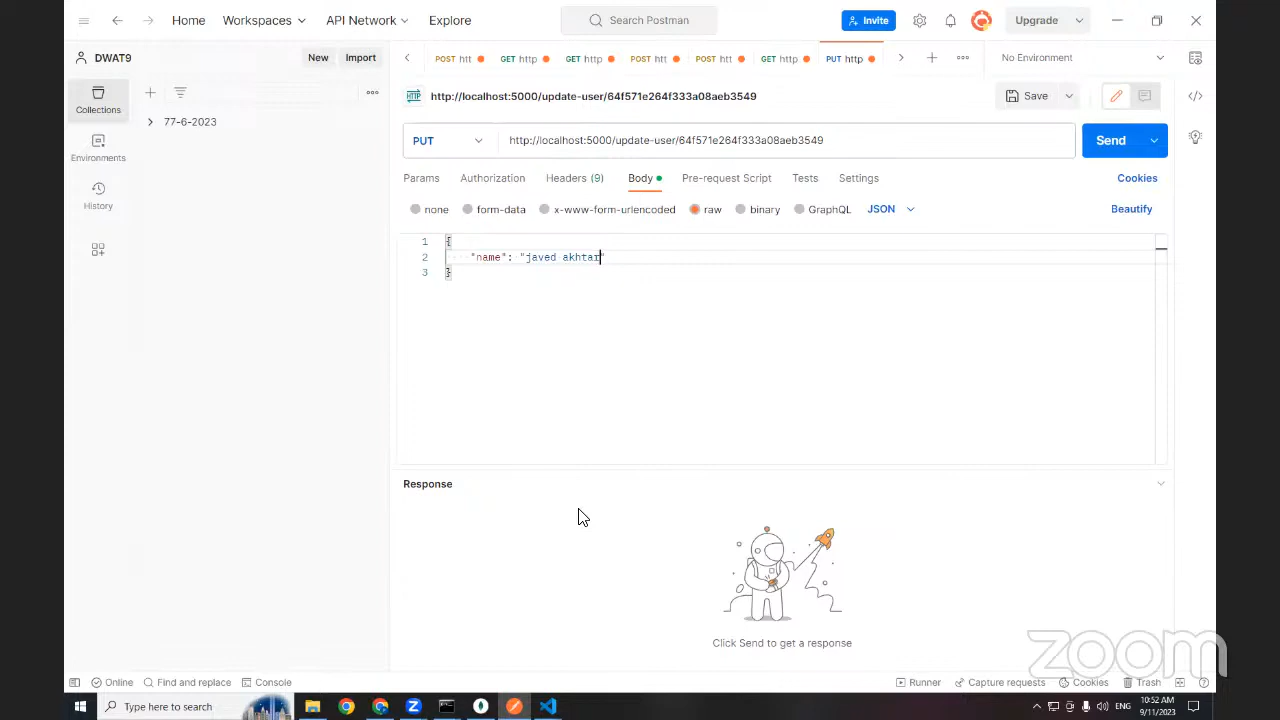 Home Workspaces API Network Explore Search Postman Invite Upgrade
DWAT9 New Import POST htt GET http GET http POST htt POST htt GET http PUT http No Environment
Collections 77-6-2023 http://localhost:5000/update-user/64f571e264f333a08aeb3549 Save
Environments PUT http://localhost:5000/update-user/64f571e264f333a08aeb3549 Send
Params Authorization Headers (9) Body Pre-request Script Tests Settings Cookies
History none form-data x-www-form-urlencoded raw binary GraphQL JSON Beautify
1 {
2 "name": "javed akhtar"
3 }
Response
Click Send to get a response
zoom
Online Find and replace Console Runner Capture requests Cookies Trash
Type here to search ENG 10:52 AM
9/11/2023